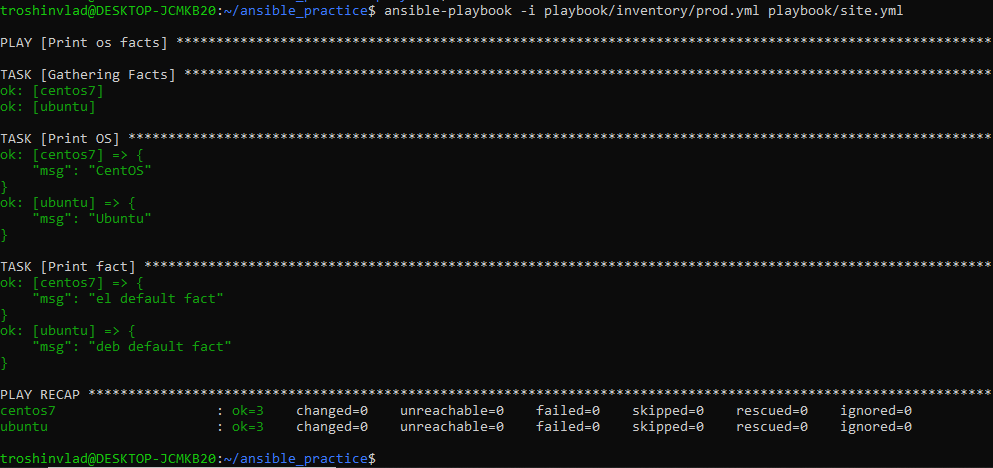 troshinvlad@DESKTOP-JCMKB20:~/ansible_practice$ ansible-playbook -i playbook/inventory/prod.yml playbook/site.yml
PLAY [Print os facts] *********************************************************************************************************
TASK [Gathering Facts] ********************************************************************************************************
ok: [centos7]
ok: [ubuntu]
TASK [Print OS] ***************************************************************************************************************
ok: [centos7] => {
    "msg": "CentOS"
}
ok: [ubuntu] => {
    "msg": "Ubuntu"
}
TASK [Print fact] *************************************************************************************************************
ok: [centos7] => {
    "msg": "el default fact"
}
ok: [ubuntu] => {
    "msg": "deb default fact"
}
PLAY RECAP ********************************************************************************************************************
centos7                    : ok=3    changed=0    unreachable=0    failed=0    skipped=0    rescued=0    ignored=0
ubuntu                     : ok=3    changed=0    unreachable=0    failed=0    skipped=0    rescued=0    ignored=0
troshinvlad@DESKTOP-JCMKB20:~/ansible_practice$